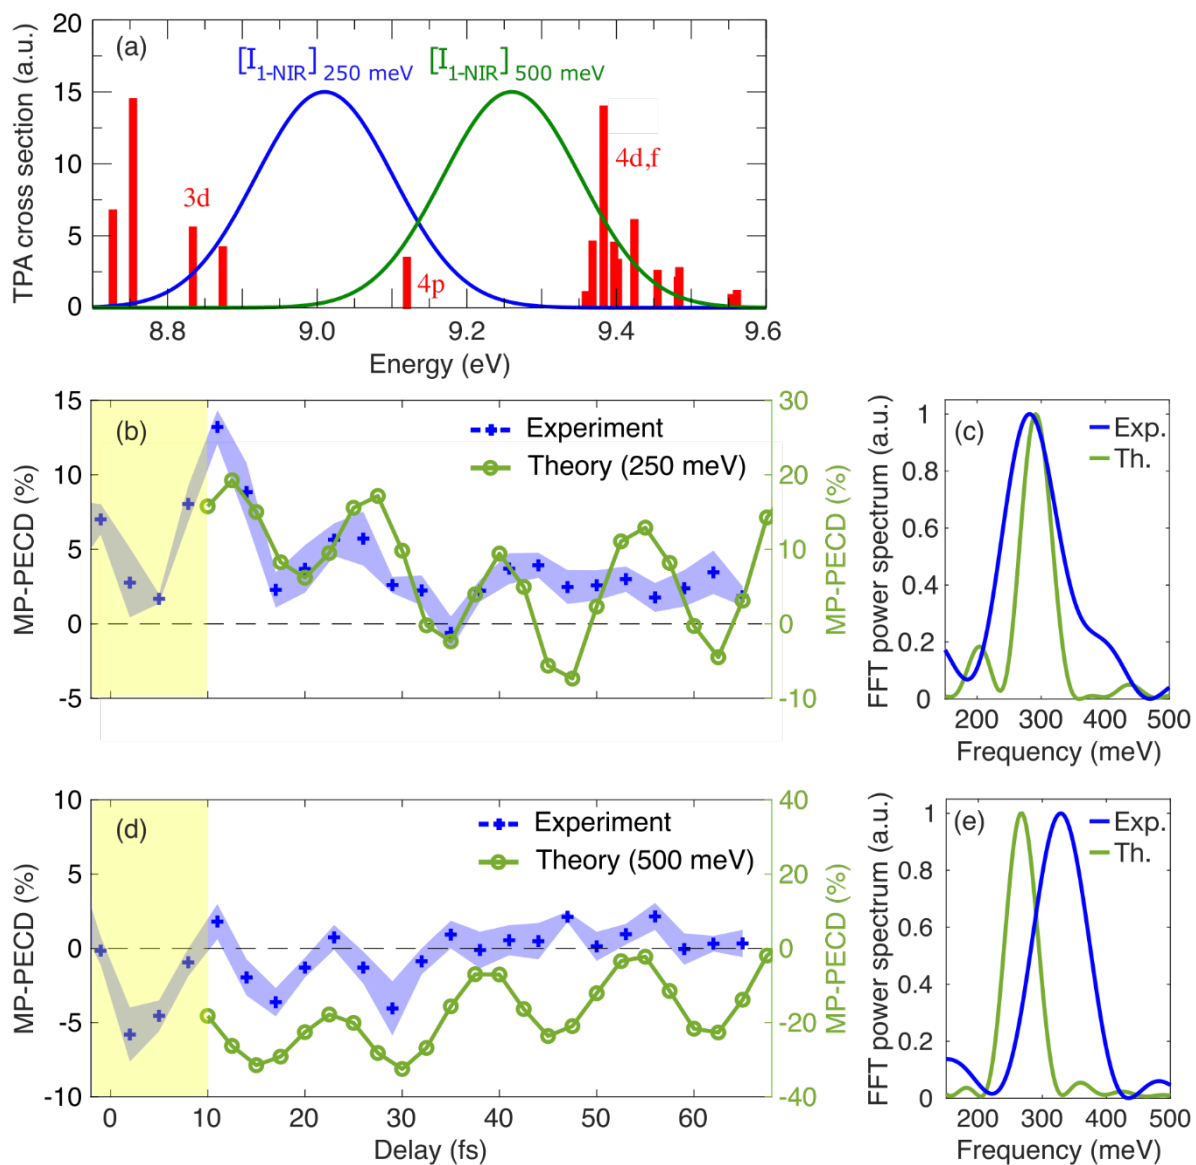 (a)
[I1-NIR] 250 meV
[I1-NIR] 500 meV
TPA cross section (a.u.)
20
15
10
5
0
3d
4p
4d,f
8.8 9.0 9.2 9.4 9.6
Energy (eV)
(b)
Experiment
Theory (250 meV)
MP-PECD (%)
15
10
5
0
-5
30
20
10
0
-10
MP-PECD (%)
(c)
Exp.
Th.
FFT power spectrum (a.u.)
1
0.8
0.6
0.4
0.2
0
200 300 400 500
Frequency (meV)
(d)
Experiment
Theory (500 meV)
MP-PECD (%)
10
5
0
-5
-10
40
20
0
-20
-40
MP-PECD (%)
0 10 20 30 40 50 60
Delay (fs)
(e)
Exp.
Th.
FFT power spectrum (a.u.)
1
0.8
0.6
0.4
0.2
0
200 300 400 500
Frequency (meV)